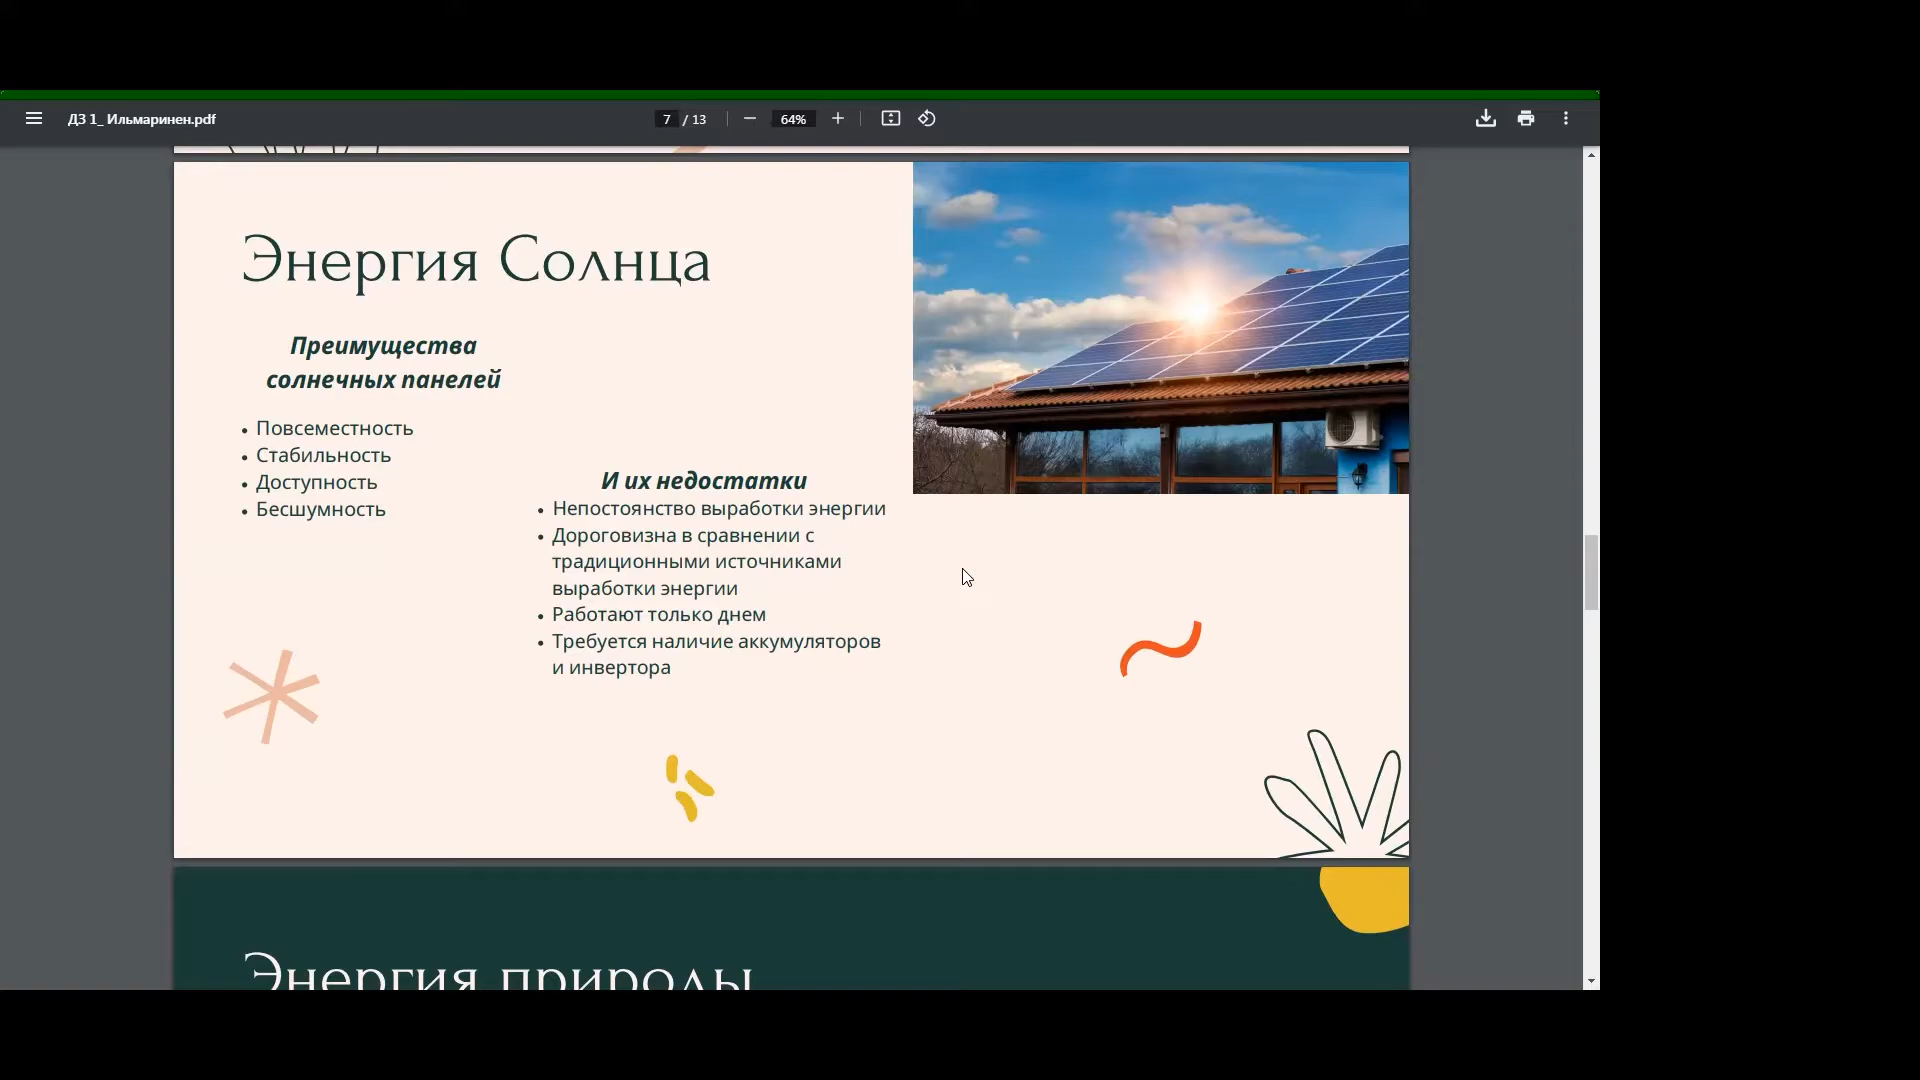 ДЗ 1_ Ильмаринен.pdf
7 / 13
64%
Энергия Солнца
Преимущества
солнечных панелей
• Повсеместность
• Стабильность
• Доступность
• Бесшумность
И их недостатки
• Непостоянство выработки энергии
• Дороговизна в сравнении с
традиционными источниками
выработки энергии
• Работают только днем
• Требуется наличие аккумуляторов
и инвертора
Энергия природы